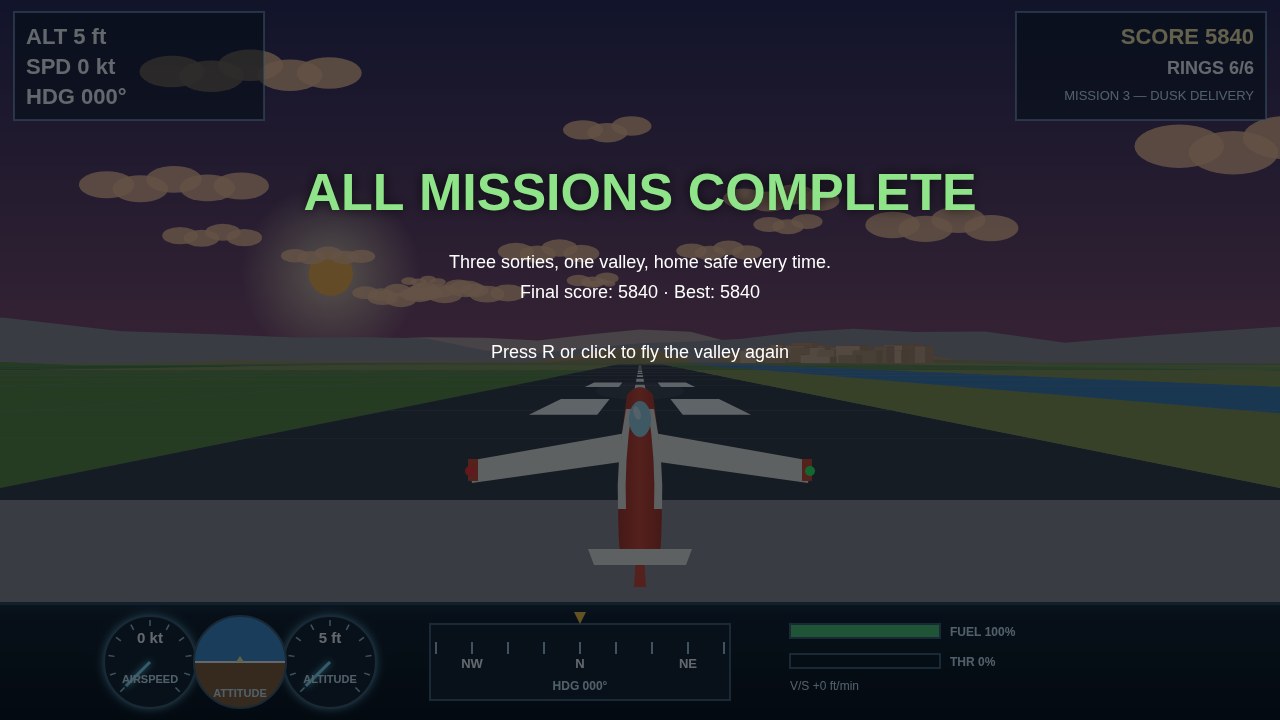 ALT 5 ft
SPD 0 kt
HDG 000°
SCORE 5840
RINGS 6/6
MISSION 3 — DUSK DELIVERY
ALL MISSIONS COMPLETE
Three sorties, one valley, home safe every time.
Final score: 5840 · Best: 5840
Press R or click to fly the valley again
0 kt
AIRSPEED
ATTITUDE
5 ft
ALTITUDE
NW N NE
HDG 000°
FUEL 100%
THR 0%
V/S +0 ft/min